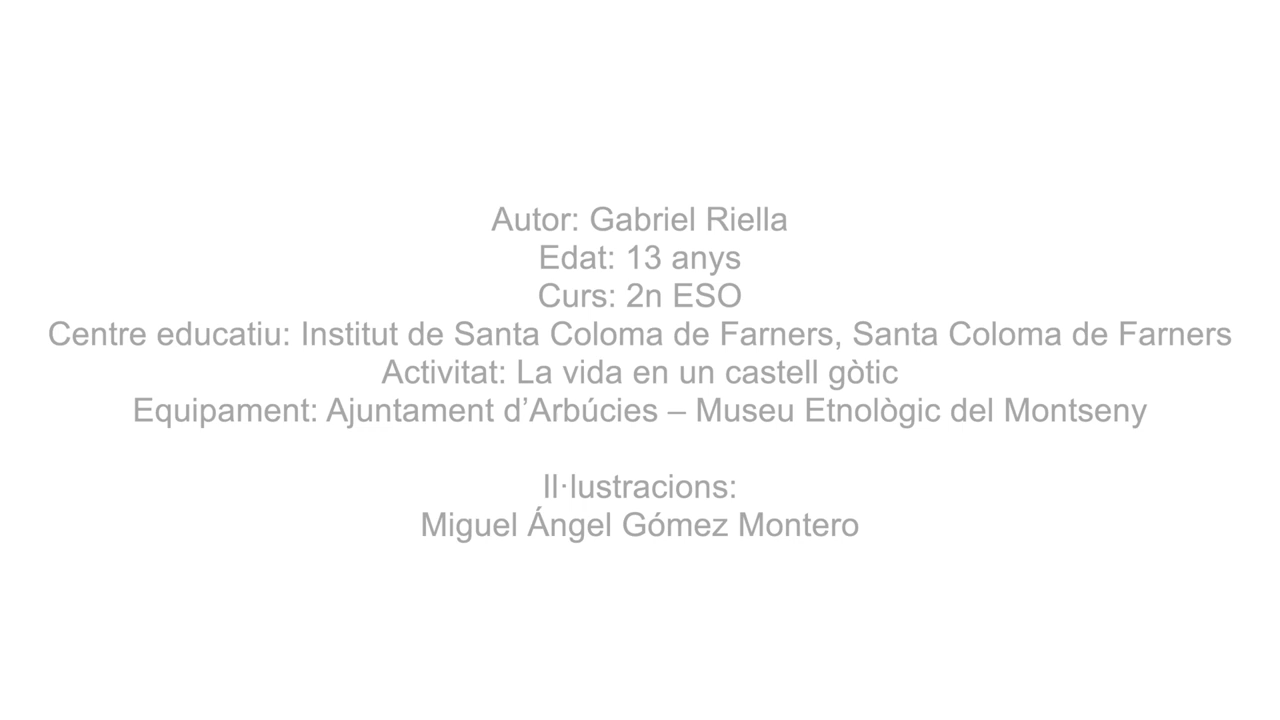 Autor: Gabriel Riella
Edat: 13 anys
Curs: 2n ESO
Centre educatiu: Institut de Santa Coloma de Farners, Santa Coloma de Farners
Activitat: La vida en un castell gòtic
Equipament: Ajuntament d’Arbúcies – Museu Etnològic del Montseny
Il·lustracions:
Miguel Ángel Gómez Montero